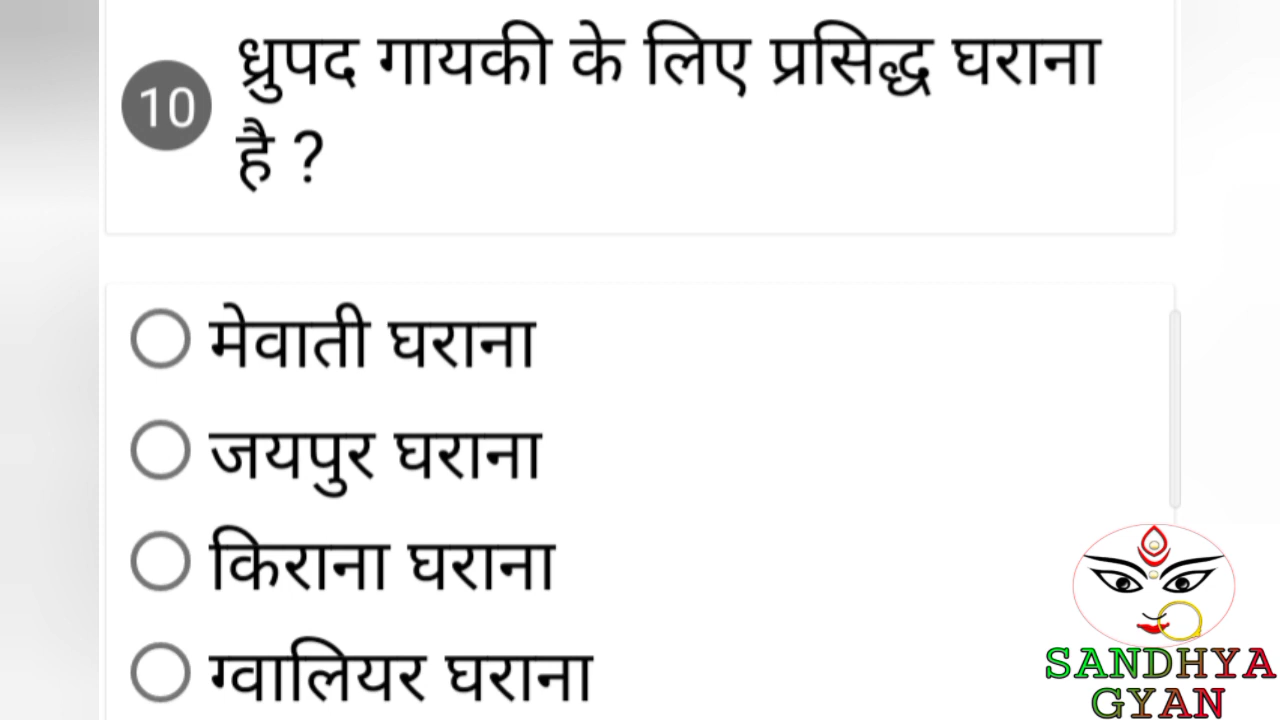 10
ध्रुपद गायकी के लिए प्रसिद्ध घराना
है ?
मेवाती घराना
जयपुर घराना
किराना घराना
ग्वालियर घराना
SANDHYA
GYAN